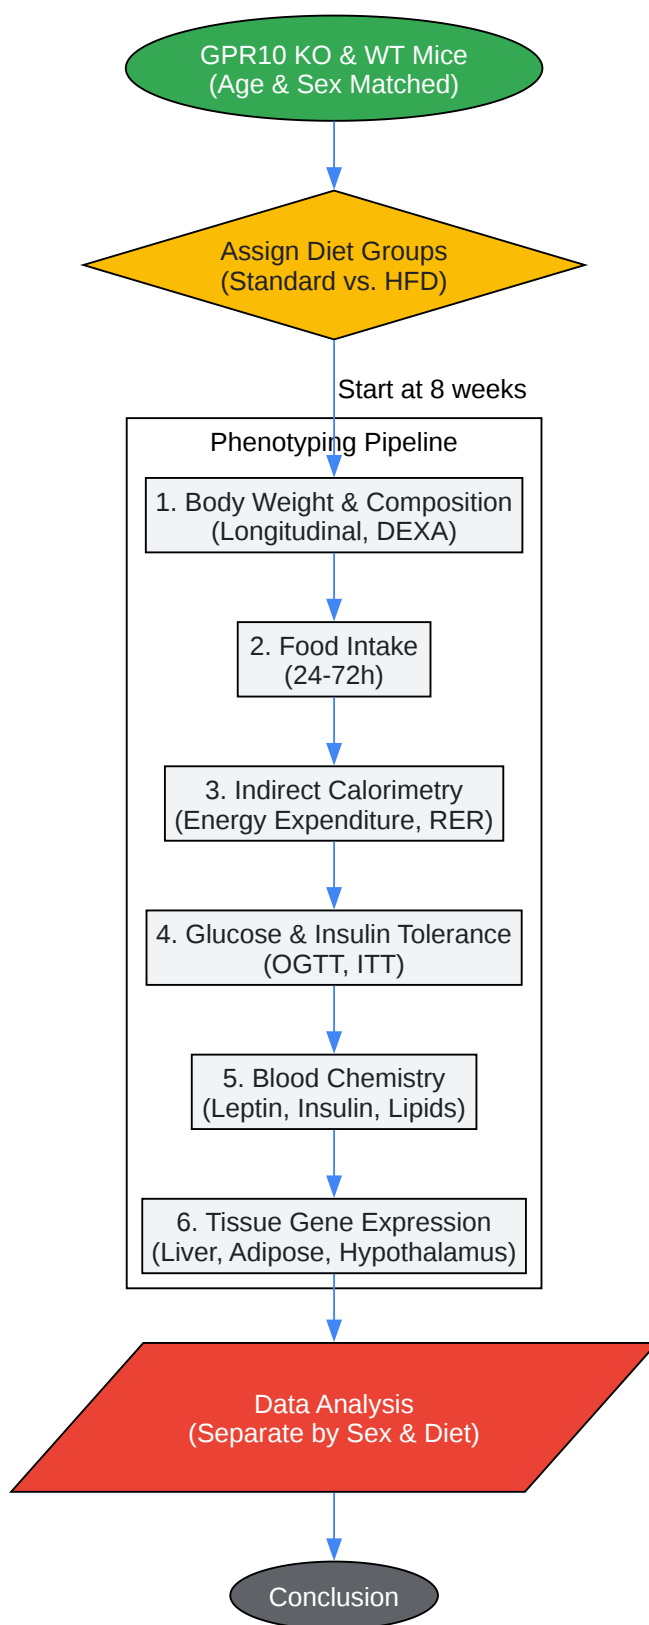 GPR10 KO & WT Mice
(Age & Sex Matched)
Assign Diet Groups
(Standard vs. HFD)
Start at 8 weeks
Phenotyping Pipeline
1. Body Weight & Composition
(Longitudinal, DEXA)
2. Food Intake
(24-72h)
3. Indirect Calorimetry
(Energy Expenditure, RER)
4. Glucose & Insulin Tolerance
(OGTT, ITT)
5. Blood Chemistry
(Leptin, Insulin, Lipids)
6. Tissue Gene Expression
(Liver, Adipose, Hypothalamus)
Data Analysis
(Separate by Sex & Diet)
Conclusion